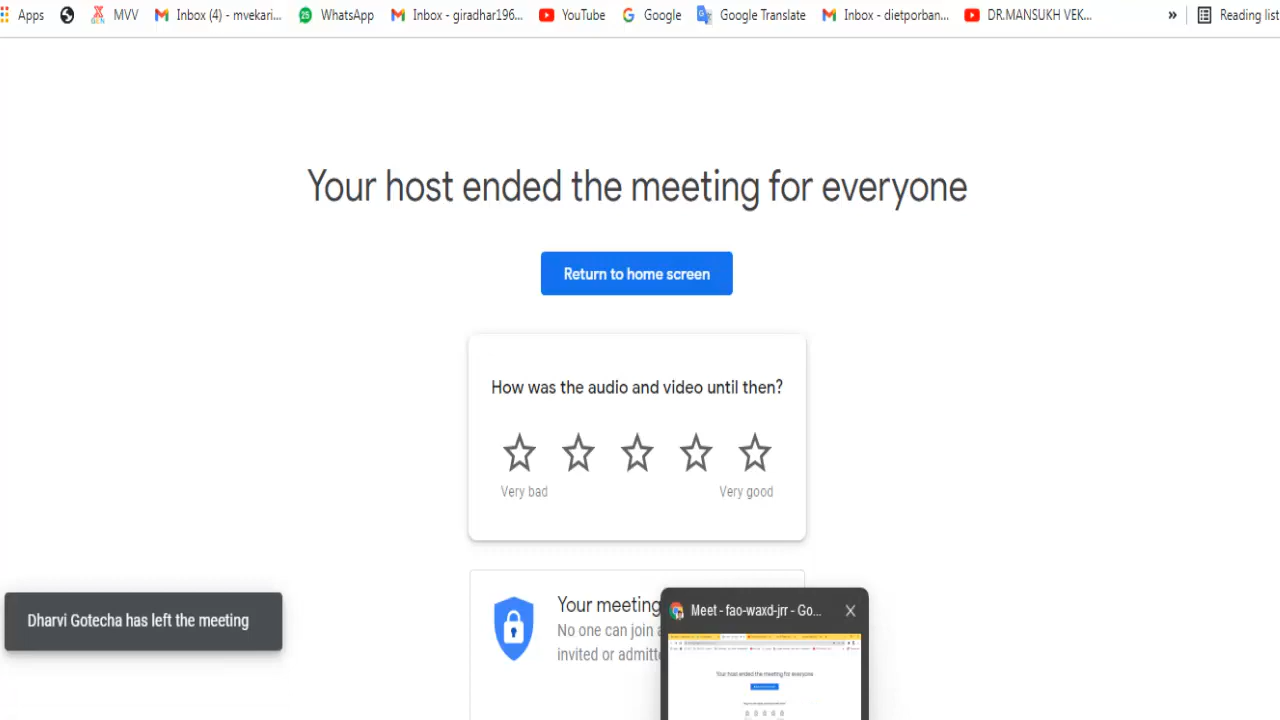 Apps MVV Inbox (4) - mvekari... 25 WhatsApp Inbox - giradhar196... YouTube Google Google Translate Inbox - dietporban... DR.MANSUKH VEK... » Reading list
Your host ended the meeting for everyone
Return to home screen
How was the audio and video until then?
Very bad Very good
Dharvi Gotecha has left the meeting
Your meeting
No one can join
invited or
Meet - fao-waxd-jrr - Go...
Your host ended the meeting for everyone